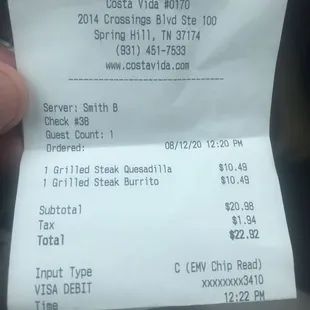 Costa Vida #0170
2014 Crossings Blvd Ste 100
Spring Hill, TN 37174
(931) 451-7533
www.costavida.com
Server: Smith B
Check #38
Guest Count: 1
Ordered: 08/12/20 12:20 PM
1 Grilled Steak Quesadilla $10.49
1 Grilled Steak Burrito $10.49
Subtotal $20.98
Tax $1.94
Total $22.92
Input Type C (EMV Chip Read)
VISA DEBIT xxxxxxxx3410
Time 12:22 PM